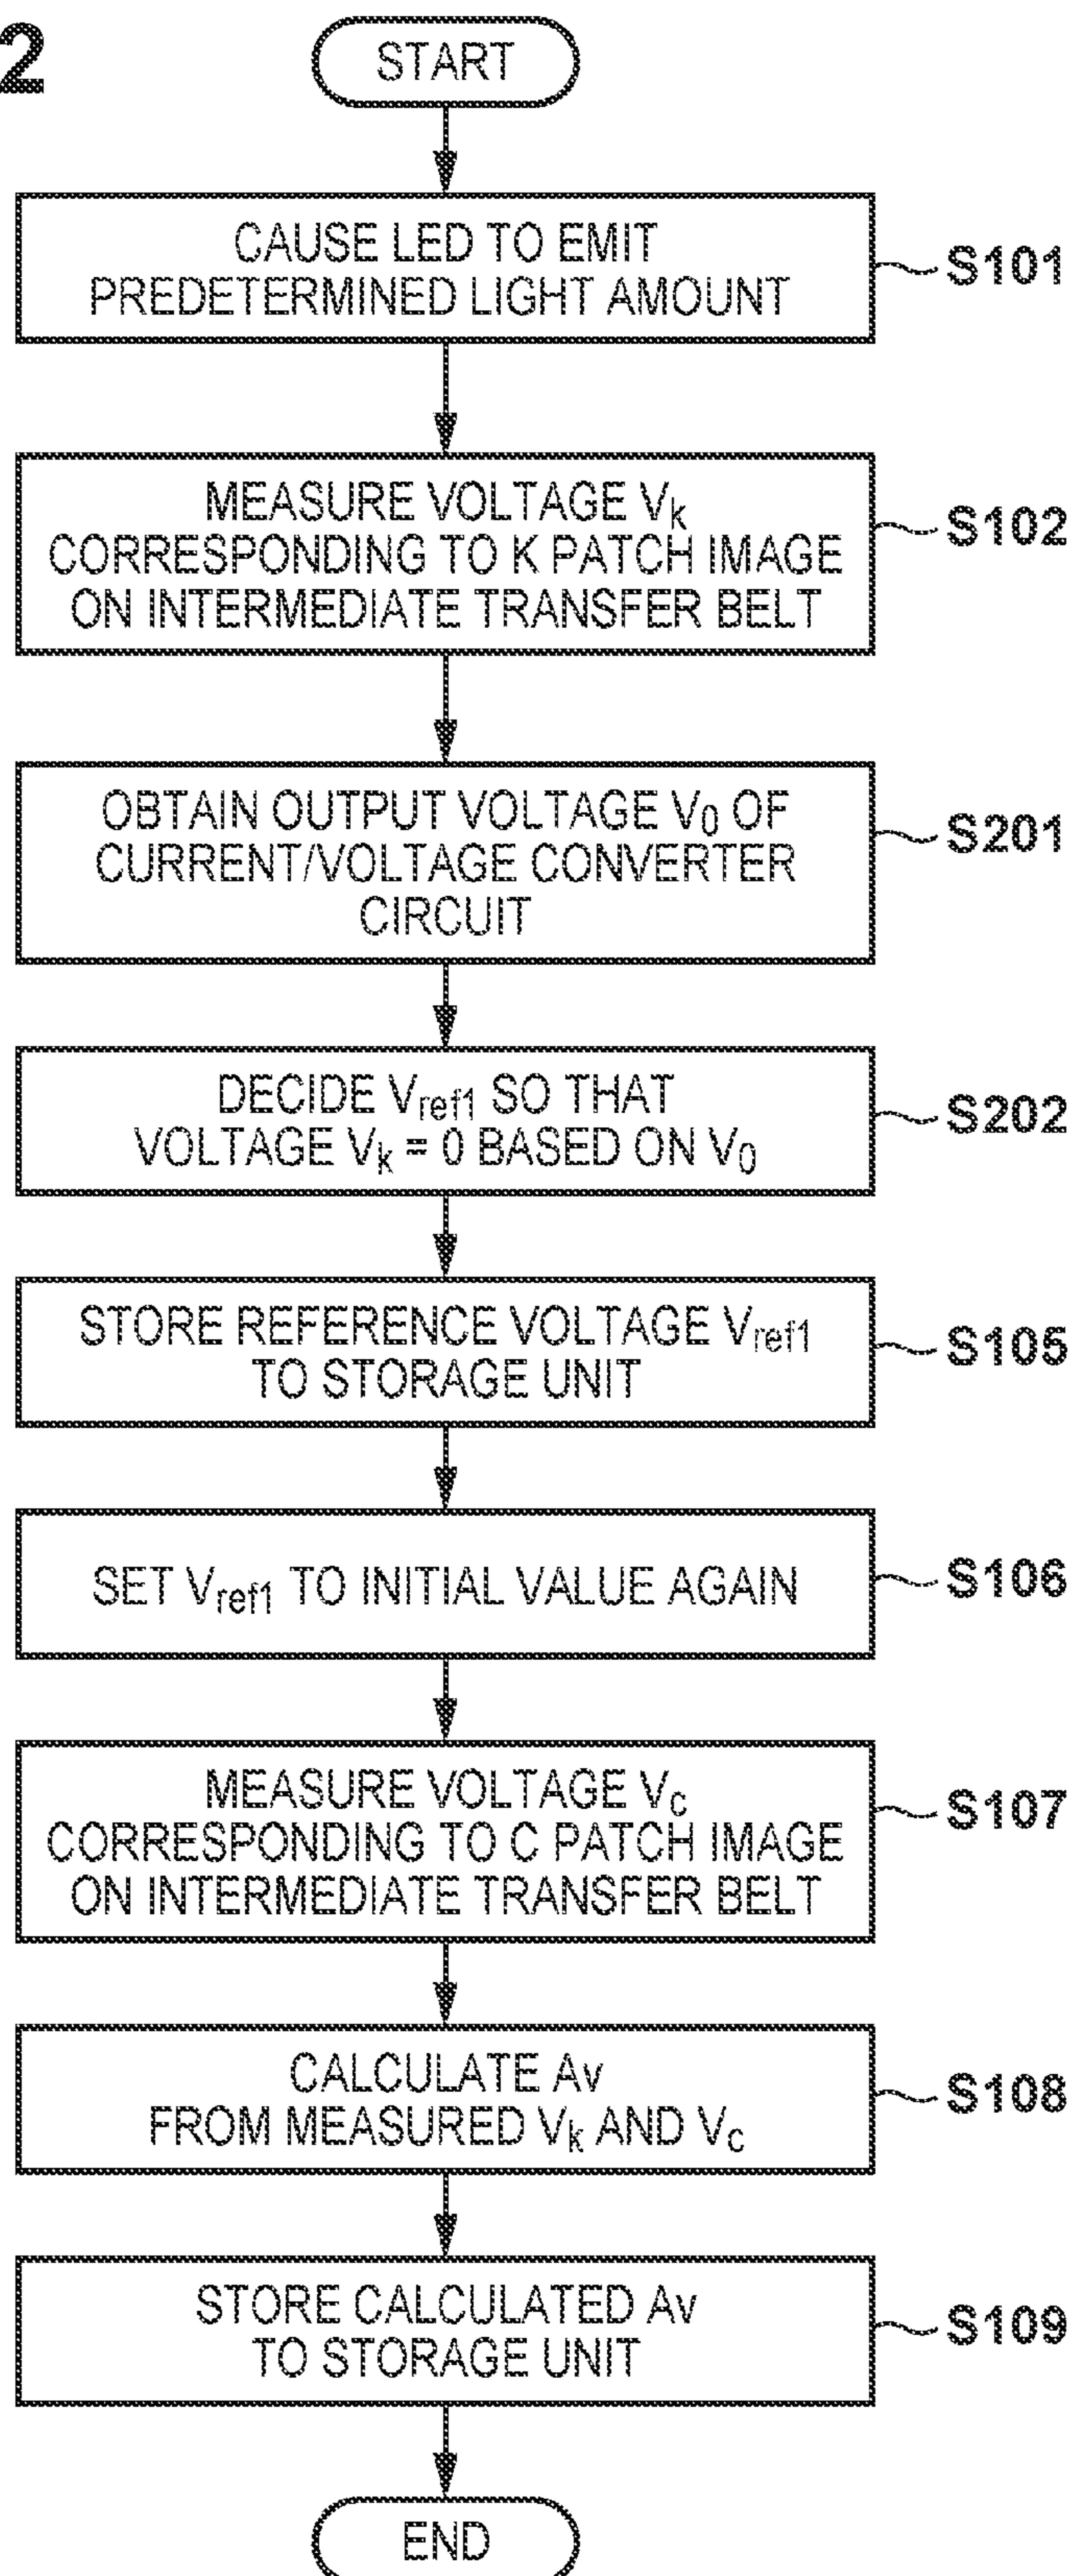 2
START
CAUSE LED TO EMIT
PREDETERMINED LIGHT AMOUNT
S101
MEASURE VOLTAGE Vk
CORRESPONDING TO K PATCH IMAGE
ON INTERMEDIATE TRANSFER BELT
S102
OBTAIN OUTPUT VOLTAGE V0 OF
CURRENT/VOLTAGE CONVERTER
CIRCUIT
S201
DECIDE Vref1 SO THAT
VOLTAGE Vk = 0 BASED ON V0
S202
STORE REFERENCE VOLTAGE Vref1
TO STORAGE UNIT
S105
SET Vref1 TO INITIAL VALUE AGAIN
S106
MEASURE VOLTAGE Vc
CORRESPONDING TO C PATCH IMAGE
ON INTERMEDIATE TRANSFER BELT
S107
CALCULATE Av
FROM MEASURED Vk AND Vc
S108
STORE CALCULATED Av
TO STORAGE UNIT
S109
END